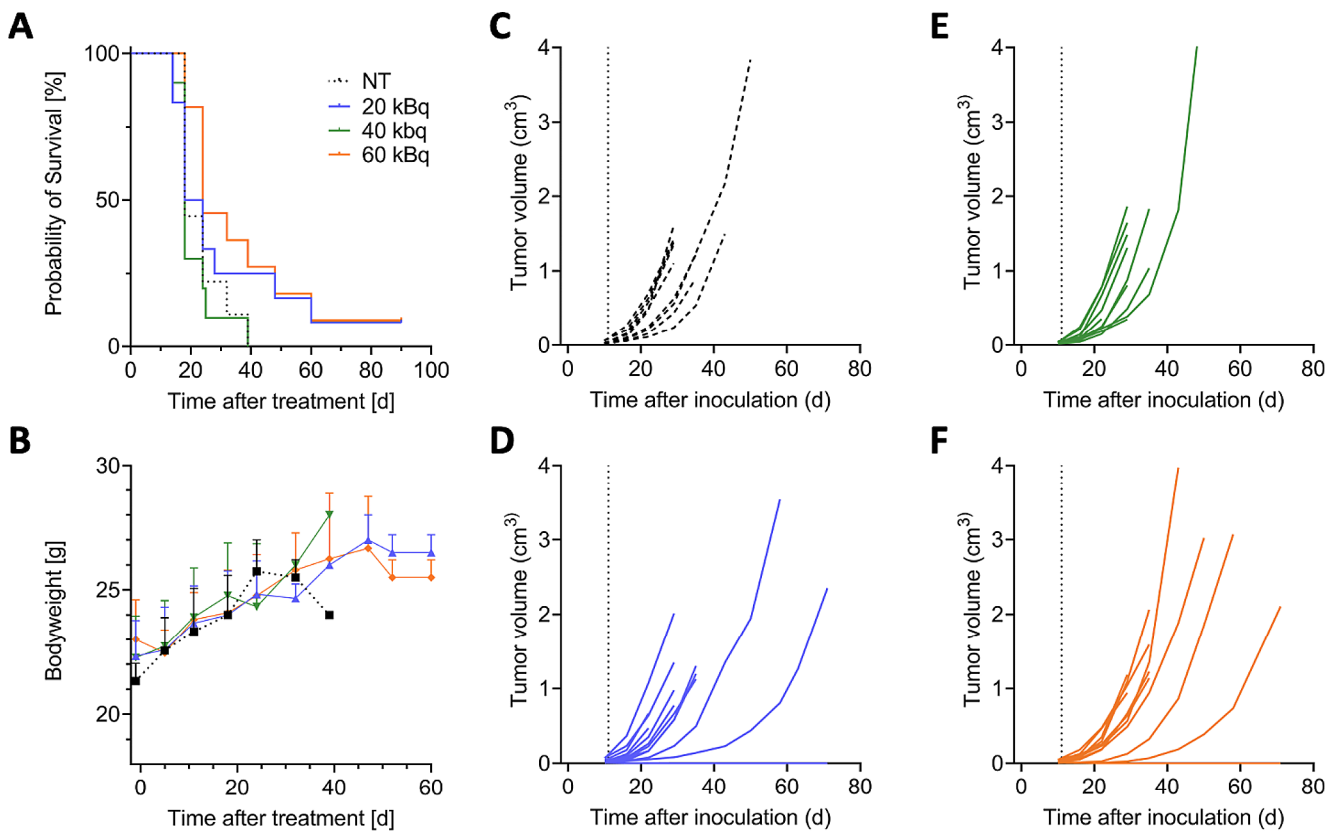 A
Probability of Survival [%]
100
50
0
NT
20 kBq
40 kbq
60 kBq
0 20 40 60 80 100
Time after treatment [d]
B
Bodyweight [g]
30
25
20
0 20 40 60
Time after treatment [d]
C
Tumor volume (cm³)
4
3
2
1
0
0 20 40 60 80
Time after inoculation (d)
D
Tumor volume (cm³)
4
3
2
1
0
0 20 40 60 80
Time after inoculation (d)
E
Tumor volume (cm³)
4
3
2
1
0
0 20 40 60 80
Time after inoculation (d)
F
Tumor volume (cm³)
4
3
2
1
0
0 20 40 60 80
Time after inoculation (d)